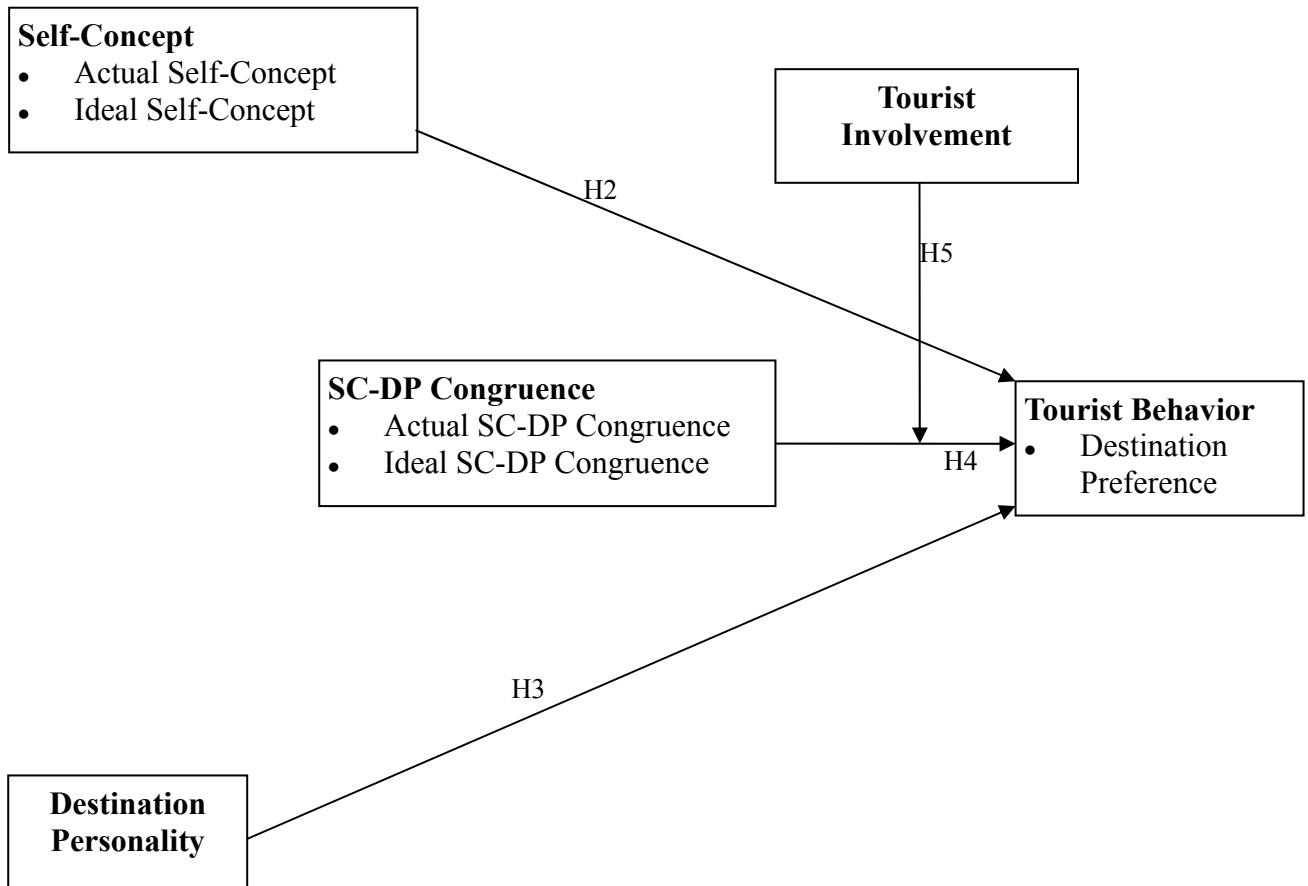 Self-Concept
• Actual Self-Concept
• Ideal Self-Concept
Tourist
Involvement
H2
H5
SC-DP Congruence
• Actual SC-DP Congruence
• Ideal SC-DP Congruence
H4
Tourist Behavior
• Destination
Preference
H3
Destination
Personality